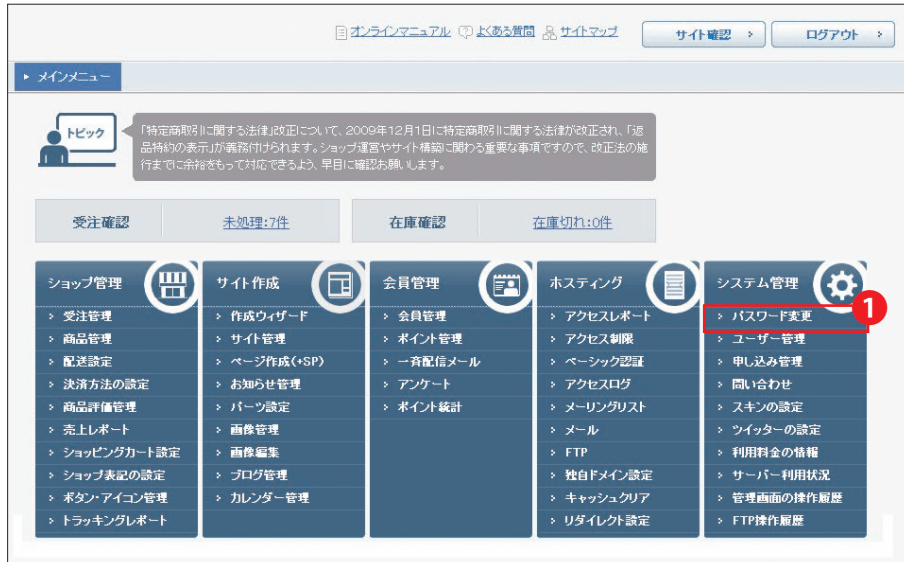 オンラインマニュアル よくある質問 サイトマップ サイト確認 ログアウト
メインメニュー
トピック
「特定商取引に関する法律」改正について、2009年12月1日に特定商取引に関する法律が改正され、「返
品特約の表示」が義務付けられます。ショップ運営やサイト構築に関わる重要な事項ですので、改正法の施
行までに余裕をもって対応できるよう、早目に確認お願いします。
受注確認 未処理:7件 在庫確認 在庫切れ:0件
ショップ管理
受注管理
商品管理
配送設定
決済方法の設定
商品評価管理
売上レポート
ショッピングカート設定
ショップ表記の設定
ボタン・アイコン管理
トラッキングレポート
サイト作成
作成ウィザード
サイト管理
ページ作成(+SP)
お知らせ管理
パーツ設定
画像管理
画像編集
ブログ管理
カレンダー管理
会員管理
会員管理
ポイント管理
一斉配信メール
アンケート
ポイント統計
ホスティング
アクセスレポート
アクセス制限
ベーシック認証
アクセスログ
メーリングリスト
メール
FTP
独自ドメイン設定
キャッシュクリア
リダイレクト設定
システム管理
パスワード変更
1
ユーザー管理
申し込み管理
問い合わせ
スキンの設定
ツイッターの設定
利用料金の情報
サーバー利用状況
管理画面の操作履歴
FTP操作履歴